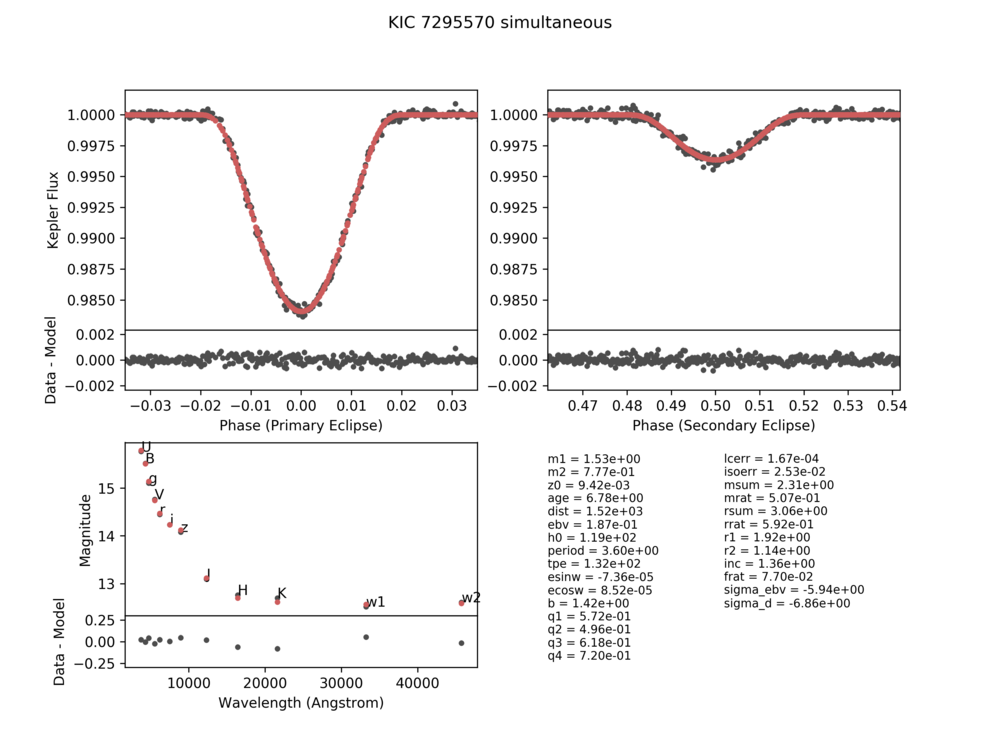 KIC 7295570 simultaneous
1.0000
0.9975
0.9950
0.9925
0.9900
0.9875
0.9850
Kepler Flux
0.002
0.000
−0.002
Data - Model
−0.03 −0.02 −0.01 0.00 0.01 0.02 0.03
Phase (Primary Eclipse)
1.0000
0.9975
0.9950
0.9925
0.9900
0.9875
0.9850
0.002
0.000
−0.002
0.47 0.48 0.49 0.50 0.51 0.52 0.53 0.54
Phase (Secondary Eclipse)
U
B
g
V
r
i
z
J
H
K
w1
w2
15
14
13
Magnitude
0.25
0.00
−0.25
Data - Model
10000 20000 30000 40000
Wavelength (Angstrom)
m1 = 1.53e+00
m2 = 7.77e-01
z0 = 9.42e-03
age = 6.78e+00
dist = 1.52e+03
ebv = 1.87e-01
h0 = 1.19e+02
period = 3.60e+00
tpe = 1.32e+02
esinw = -7.36e-05
ecosw = 8.52e-05
b = 1.42e+00
q1 = 5.72e-01
q2 = 4.96e-01
q3 = 6.18e-01
q4 = 7.20e-01
lcerr = 1.67e-04
isoerr = 2.53e-02
msum = 2.31e+00
mrat = 5.07e-01
rsum = 3.06e+00
rrat = 5.92e-01
r1 = 1.92e+00
r2 = 1.14e+00
inc = 1.36e+00
frat = 7.70e-02
sigma_ebv = -5.94e+00
sigma_d = -6.86e+00